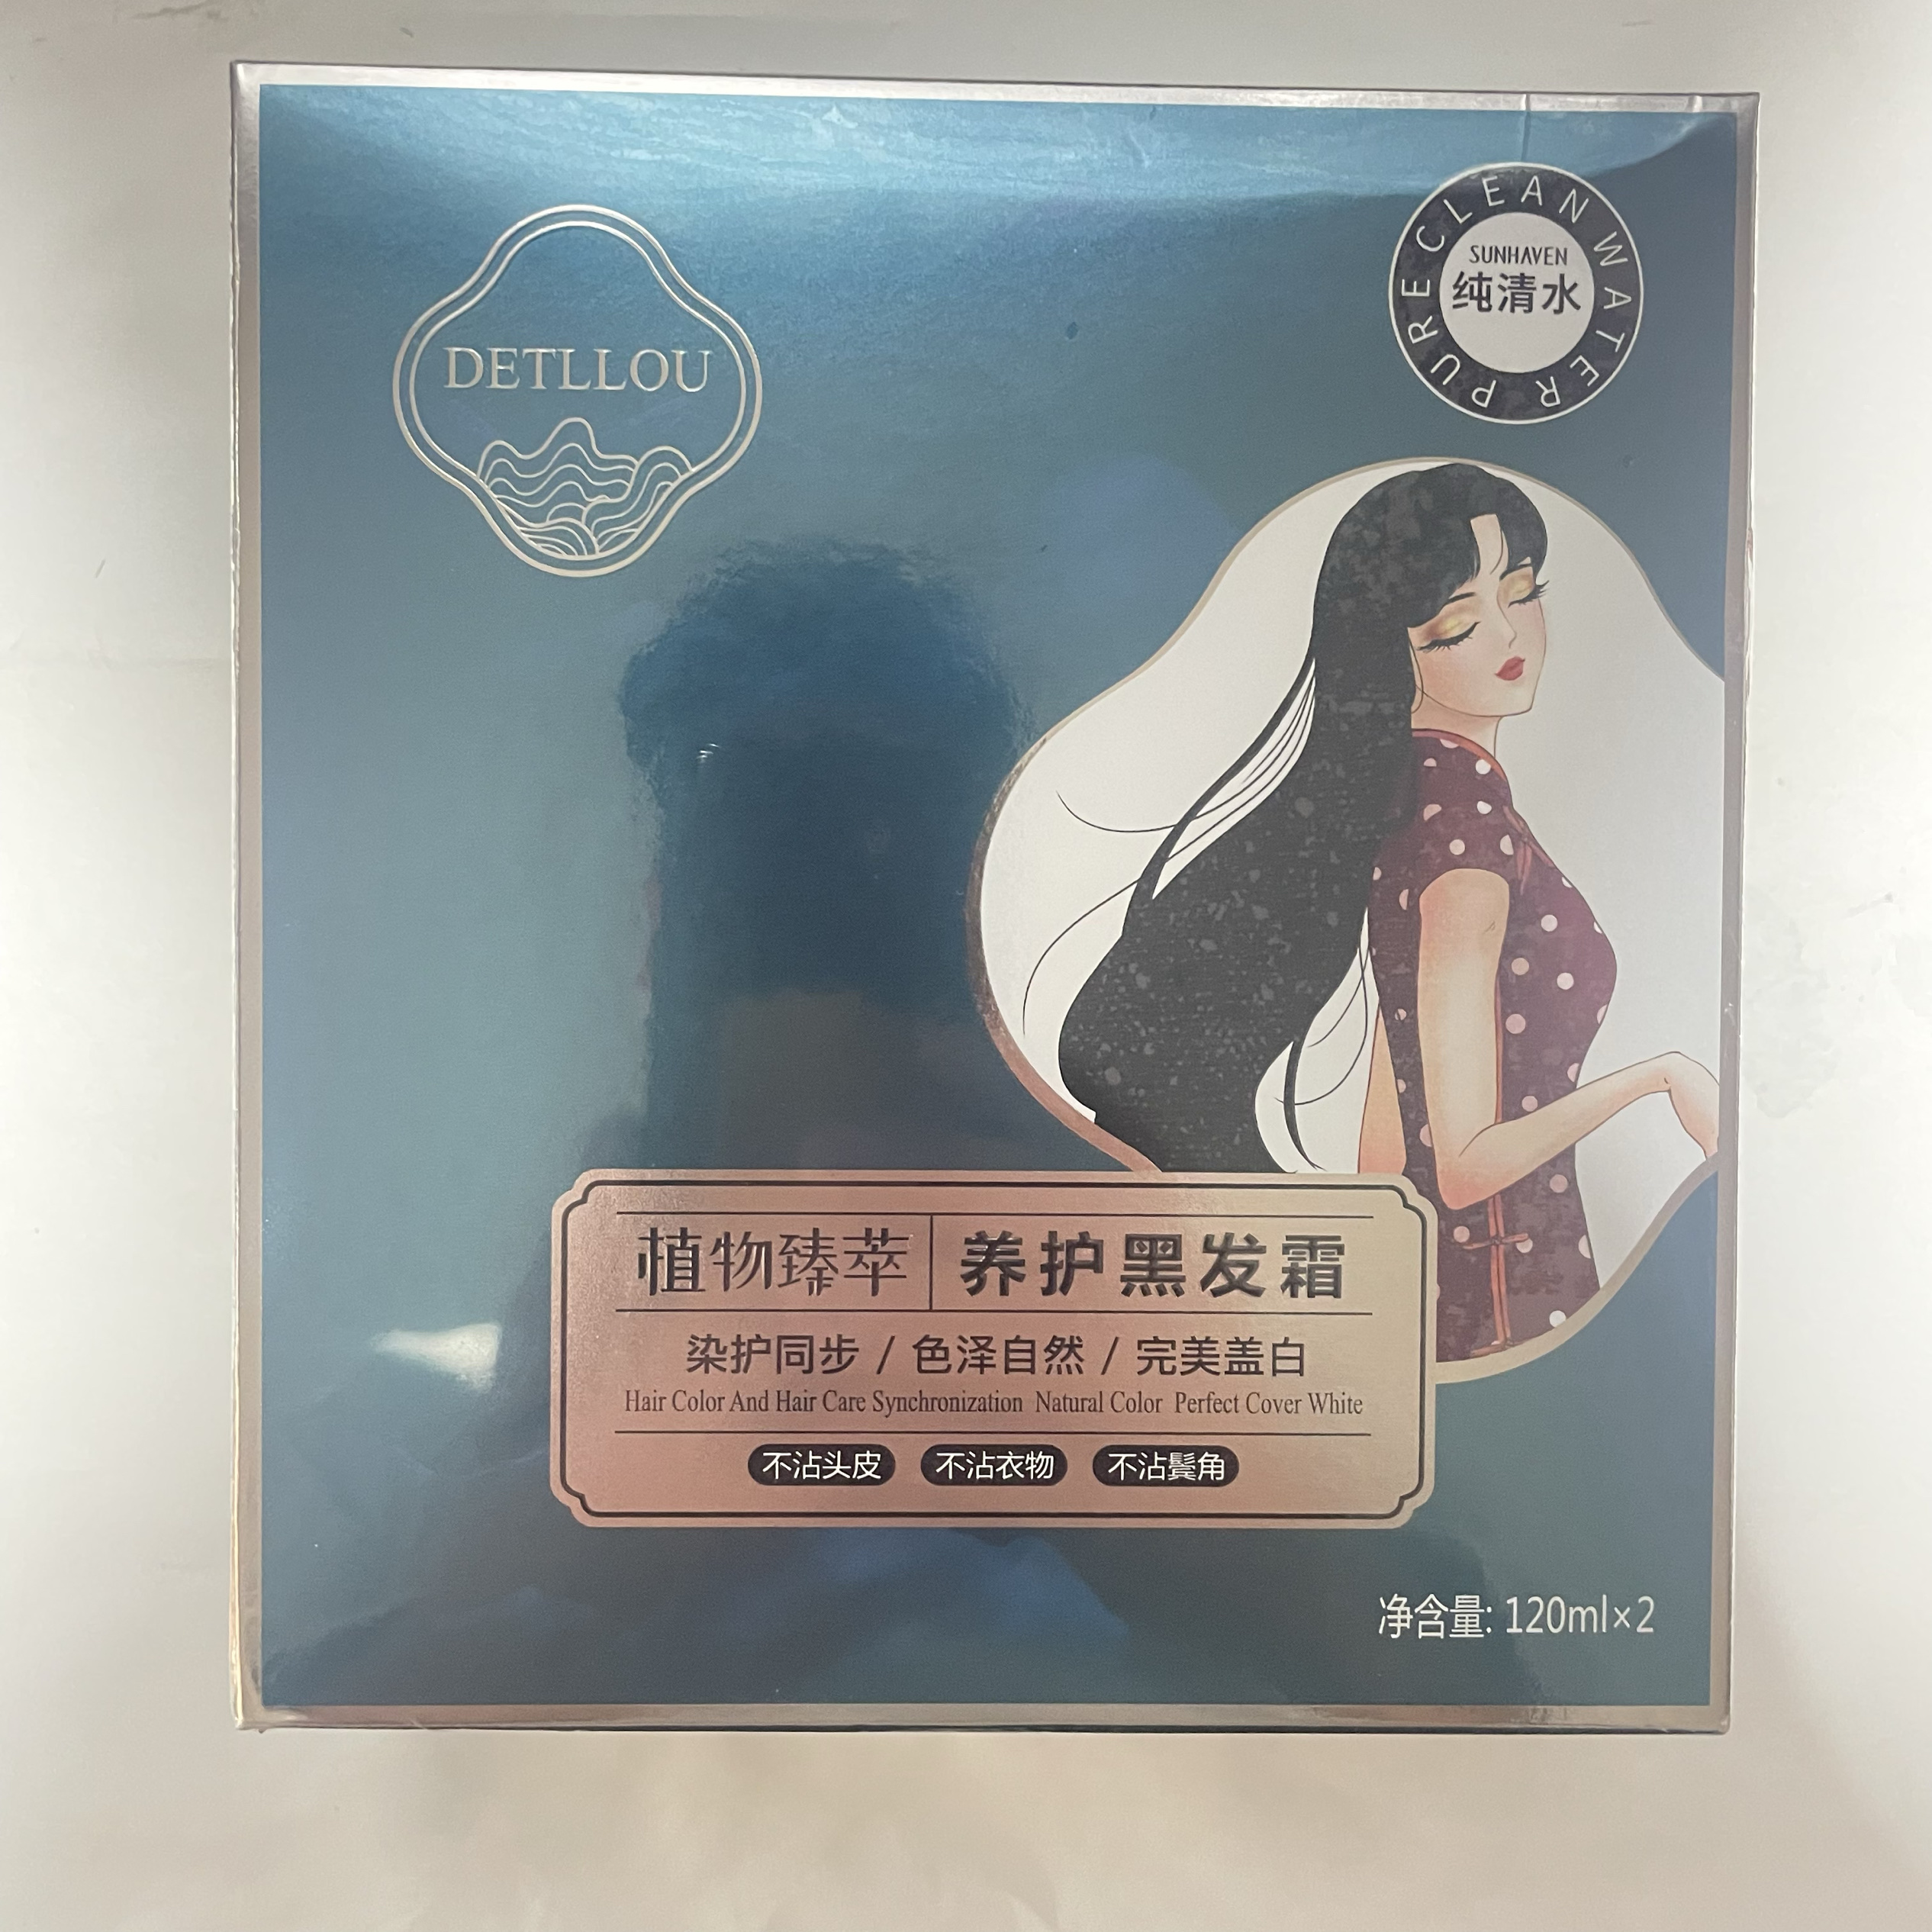 DETLLOU
PURE CLEAN WATER PURE CLEAN WATER
SUNHAVEN
纯清水
植物臻萃 养护黑发霜
染护同步 / 色泽自然 / 完美盖白
Hair Color And Hair Care Synchronization Natural Color Perfect Cover White
不沾头皮 不沾衣物 不沾鬓角
净含量: 120ml×2